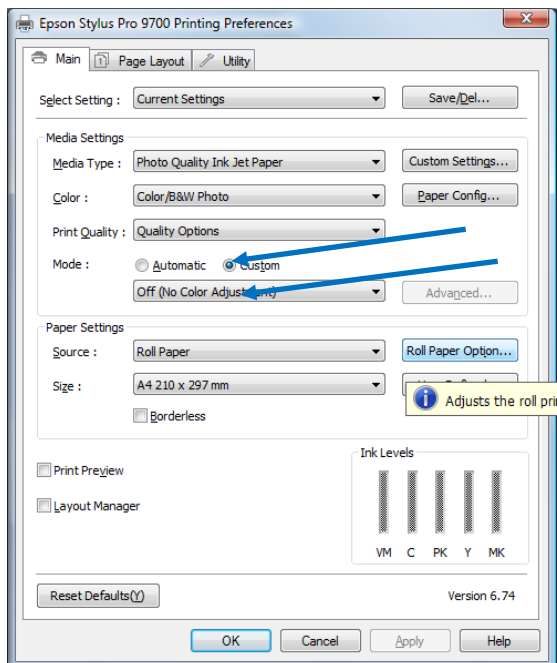 Epson Stylus Pro 9700 Printing Preferences
Main Page Layout Utility
Select Setting : Current Settings Save/Del...
Media Settings
Media Type : Photo Quality Ink Jet Paper Custom Settings...
Color : Color/B&W Photo Paper Config...
Print Quality : Quality Options
Mode : Automatic Custom
Off (No Color Adjustment) Advanced...
Paper Settings
Source : Roll Paper Roll Paper Option...
Size : A4 210 x 297 mm
Adjusts the roll pri
Borderless
Ink Levels
Print Preview
Layout Manager
VM C PK Y MK
Reset Defaults(Y) Version 6.74
OK Cancel Apply Help